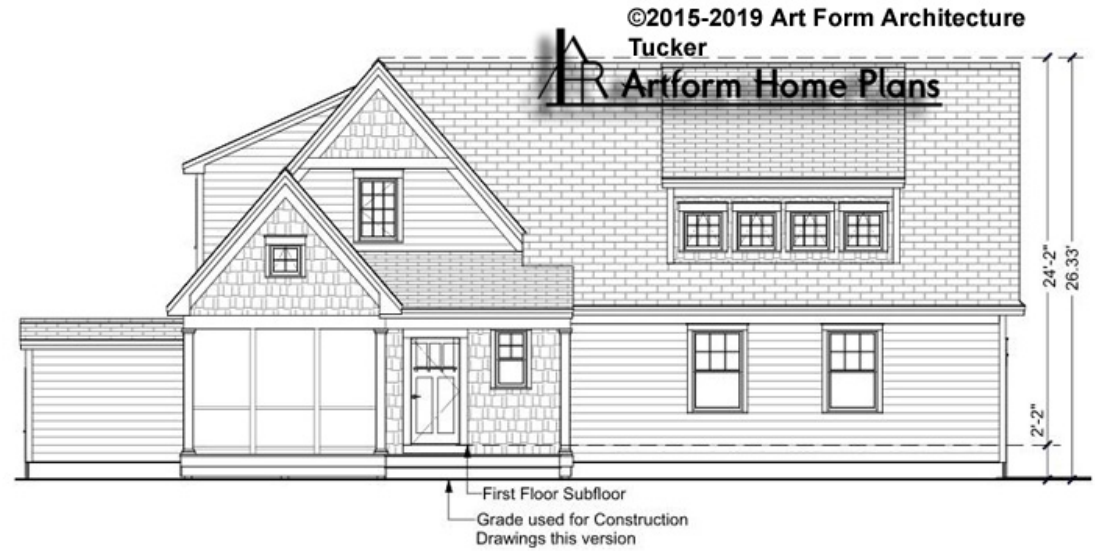 ©2015-2019 Art Form Architecture
Tucker
Artform Home Plans
24'-2"
26.33'
2'-2"
First Floor Subfloor
Grade used for Construction
Drawings this version